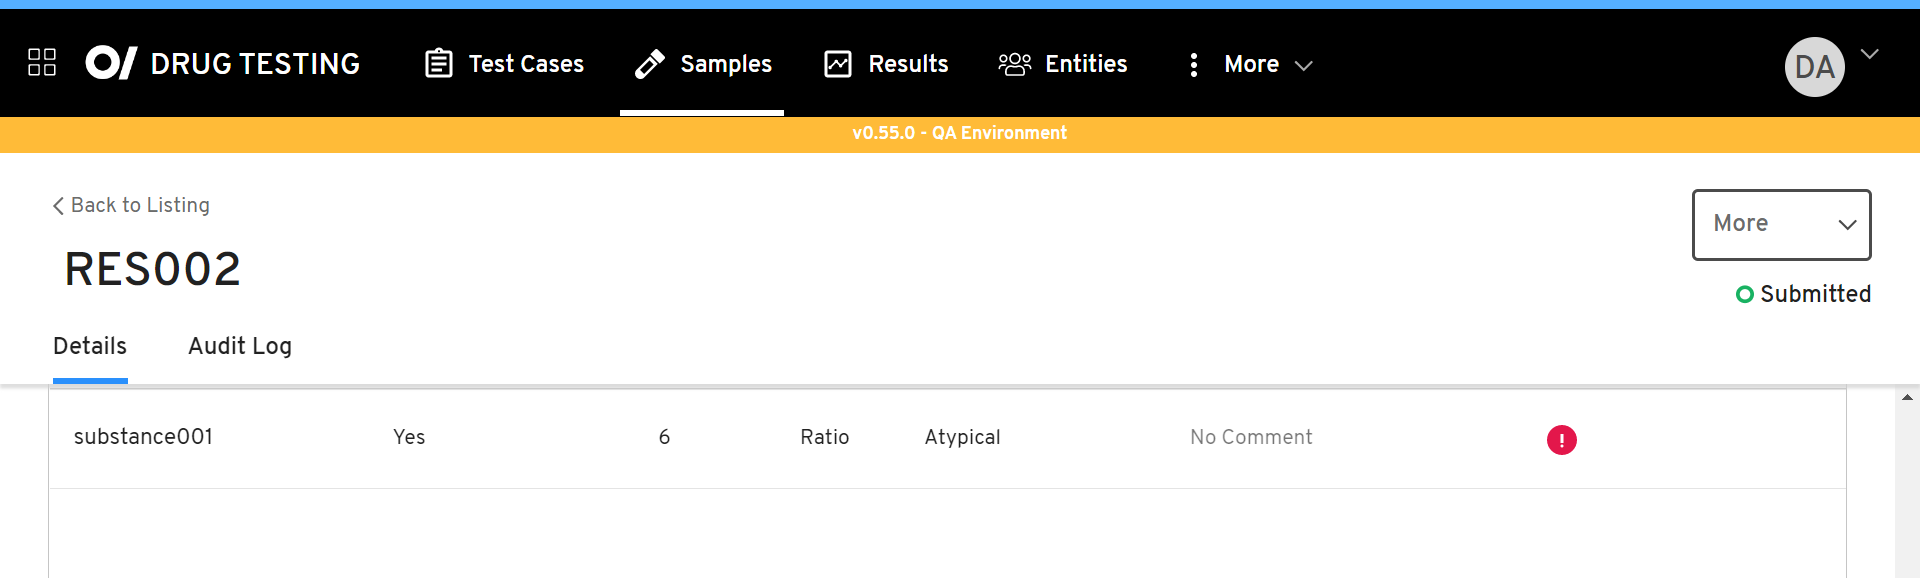 DRUG TESTING Test Cases Samples Results Entities More DA
v0.55.0 - QA Environment
Back to Listing
More
RES002
Submitted
Details Audit Log
substance001 Yes 6 Ratio Atypical No Comment